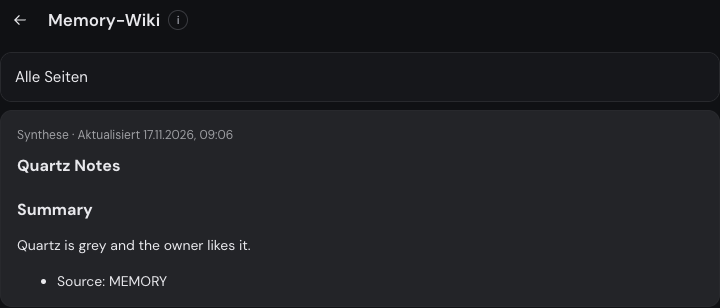 Memory-Wiki
Alle Seiten
Synthese · Aktualisiert 17.11.2026, 09:06
Quartz Notes
Summary
Quartz is grey and the owner likes it.
• Source: MEMORY